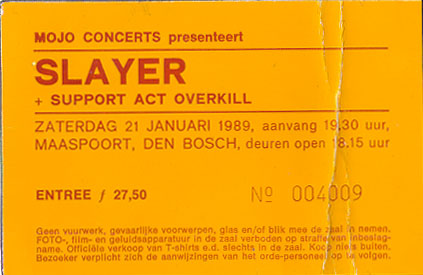 MOJO CONCERTS presenteert
SLAYER
+ SUPPORT ACT OVERKILL
ZATERDAG 21 JANUARI 1989, aanvang 19.30 uur,
MAASPOORT, DEN BOSCH, deuren open 18.15 uur
ENTREE ƒ 27,50 Nº 004009
Geen vuurwerk, gevaarlijke voorwerpen, glas en/of blik mee de zaal in nemen.
FOTO-, film- en geluidsapparatuur in de zaal verboden op straffe van inbeslag-
name. Officiële verkoop van T-shirts e.d. slechts in de zaal. Koop niets buiten.
Bezoeker verplicht zich de aanwijzingen van het orde-personeel op te volgen.